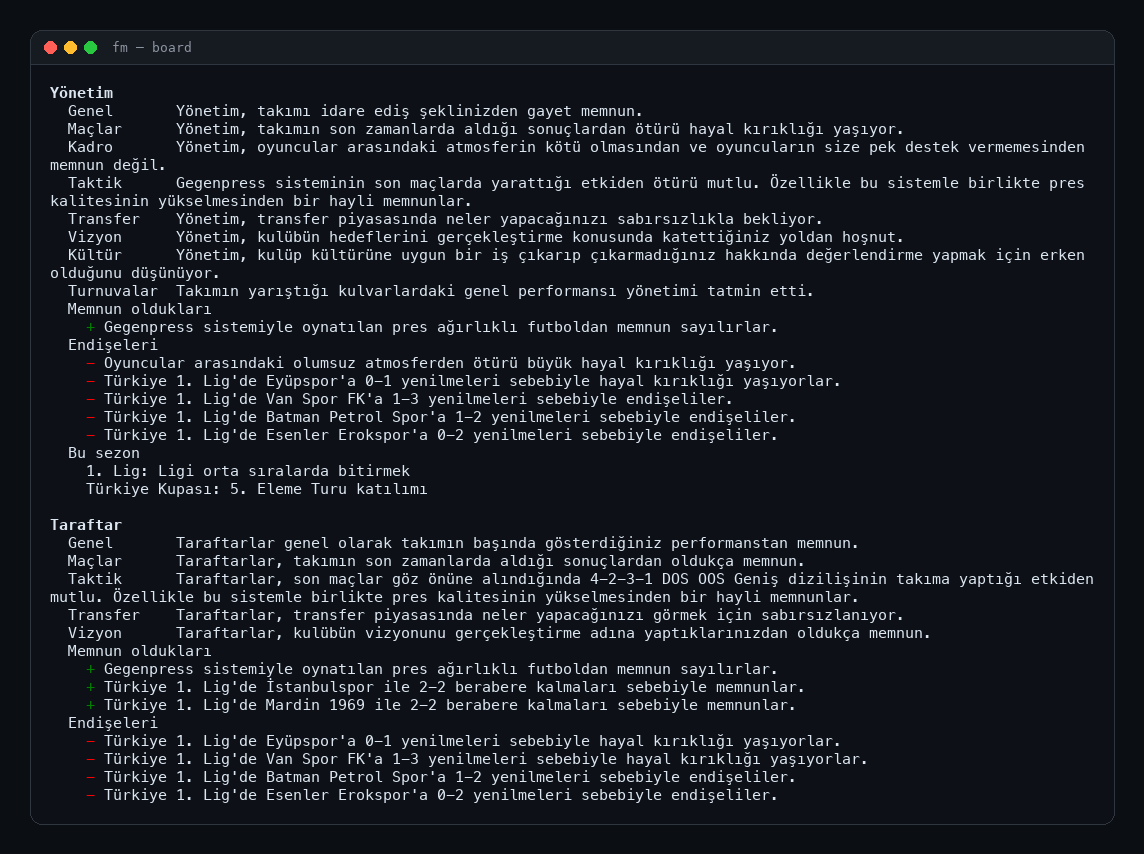 fm — board
Yönetim
Genel Yönetim, takımı idare ediş şeklinizden gayet memnun.
Maçlar Yönetim, takımın son zamanlarda aldığı sonuçlardan ötürü hayal kırıklığı yaşıyor.
Kadro Yönetim, oyuncular arasındaki atmosferin kötü olmasından ve oyuncuların size pek destek vermemesinden
memnun değil.
Taktik Gegenpress sisteminin son maçlarda yarattığı etkiden ötürü mutlu. Özellikle bu sistemle birlikte pres
kalitesinin yükselmesinden bir hayli memnunlar.
Transfer Yönetim, transfer piyasasında neler yapacağınızı sabırsızlıkla bekliyor.
Vizyon Yönetim, kulübün hedeflerini gerçekleştirme konusunda katettiğiniz yoldan hoşnut.
Kültür Yönetim, kulüp kültürüne uygun bir iş çıkarıp çıkarmadığınız hakkında değerlendirme yapmak için erken
olduğunu düşünüyor.
Turnuvalar Takımın yarıştığı kulvarlardaki genel performansı yönetimi tatmin etti.
Memnun oldukları
+ Gegenpress sistemiyle oynatılan pres ağırlıklı futboldan memnun sayılırlar.
Endişeleri
− Oyuncular arasındaki olumsuz atmosferden ötürü büyük hayal kırıklığı yaşıyor.
− Türkiye 1. Lig'de Eyüpspor'a 0−1 yenilmeleri sebebiyle hayal kırıklığı yaşıyorlar.
− Türkiye 1. Lig'de Van Spor FK'a 1−3 yenilmeleri sebebiyle endişeliler.
− Türkiye 1. Lig'de Batman Petrol Spor'a 1−2 yenilmeleri sebebiyle endişeliler.
− Türkiye 1. Lig'de Esenler Erokspor'a 0−2 yenilmeleri sebebiyle endişeliler.
Bu sezon
1. Lig: Ligi orta sıralarda bitirmek
Türkiye Kupası: 5. Eleme Turu katılımı
Taraftar
Genel Taraftarlar genel olarak takımın başında gösterdiğiniz performanstan memnun.
Maçlar Taraftarlar, takımın son zamanlarda aldığı sonuçlardan oldukça memnun.
Taktik Taraftarlar, son maçlar göz önüne alındığında 4−2−3−1 DOS OOS Geniş dizilişinin takıma yaptığı etkiden
mutlu. Özellikle bu sistemle birlikte pres kalitesinin yükselmesinden bir hayli memnunlar.
Transfer Taraftarlar, transfer piyasasında neler yapacağınızı görmek için sabırsızlanıyor.
Vizyon Taraftarlar, kulübün vizyonunu gerçekleştirme adına yaptıklarınızdan oldukça memnun.
Memnun oldukları
+ Gegenpress sistemiyle oynatılan pres ağırlıklı futboldan memnun sayılırlar.
+ Türkiye 1. Lig'de İstanbulspor ile 2−2 berabere kalmaları sebebiyle memnunlar.
+ Türkiye 1. Lig'de Mardin 1969 ile 2−2 berabere kalmaları sebebiyle memnunlar.
Endişeleri
− Türkiye 1. Lig'de Eyüpspor'a 0−1 yenilmeleri sebebiyle hayal kırıklığı yaşıyorlar.
− Türkiye 1. Lig'de Van Spor FK'a 1−3 yenilmeleri sebebiyle hayal kırıklığı yaşıyorlar.
− Türkiye 1. Lig'de Batman Petrol Spor'a 1−2 yenilmeleri sebebiyle endişeliler.
− Türkiye 1. Lig'de Esenler Erokspor'a 0−2 yenilmeleri sebebiyle endişeliler.